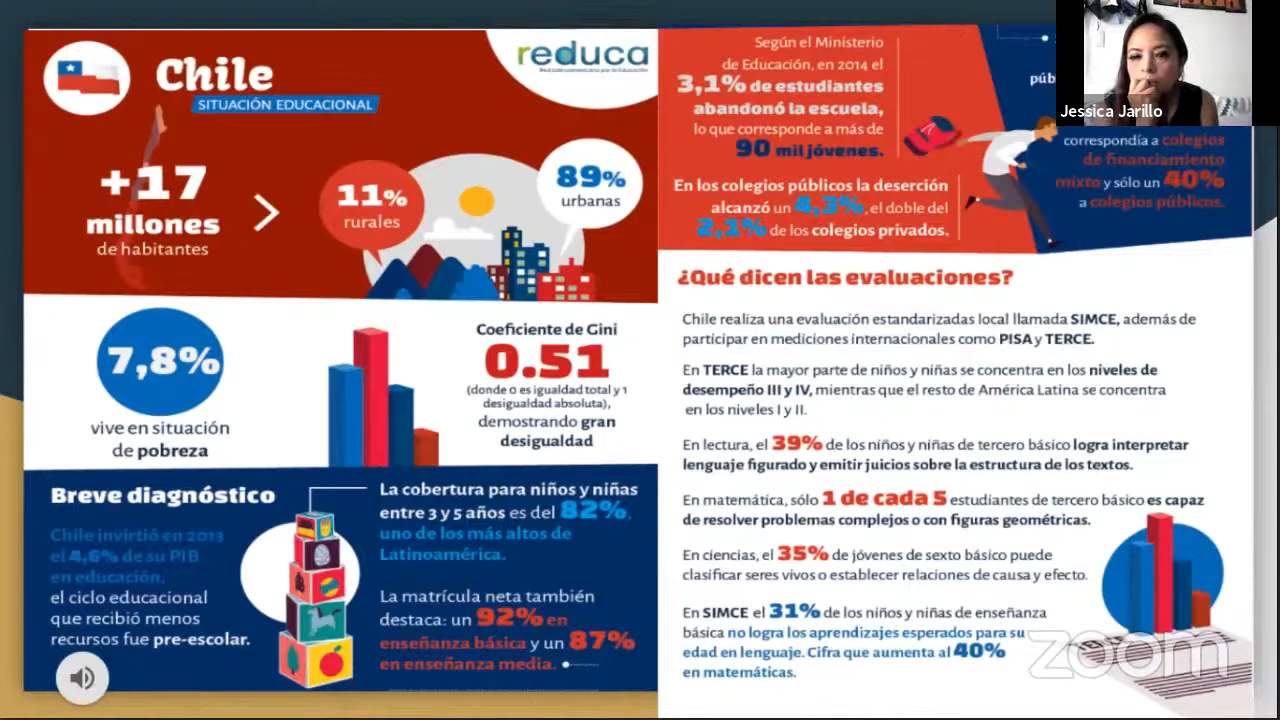 Chile
SITUACIÓN EDUCACIONAL
reduca
Red Latinoamericana por la Educación
+17
millones
de habitantes
11%
rurales
89%
urbanas
7,8%
vive en situación
de pobreza
Coeficiente de Gini
0.51
(donde 0 es igualdad total y 1
desigualdad absoluta),
demostrando gran
desigualdad
Breve diagnóstico
Chile invirtió en 2013
el 4,6% de su PIB
en educación,
el ciclo educacional
que recibió menos
recursos fue pre-escolar.
La cobertura para niños y niñas
entre 3 y 5 años es del 82%,
uno de los más altos de
Latinoamérica.
La matrícula neta también
destaca: un 92% en
enseñanza básica y un 87%
en enseñanza media.
Según el Ministerio
de Educación, en 2014 el
3,1% de estudiantes
abandonó la escuela,
lo que corresponde a más de
90 mil jóvenes.
En los colegios públicos la deserción
alcanzó un 4,3%, el doble del
2,1% de los colegios privados.
púb
Jessica Jarillo
correspondía a colegios
de financiamiento
mixto y sólo un 40%
a colegios públicos.
¿Qué dicen las evaluaciones?
Chile realiza una evaluación estandarizadas local llamada SIMCE, además de
participar en mediciones internacionales como PISA y TERCE.
En TERCE la mayor parte de niños y niñas se concentra en los niveles de
desempeño III y IV, mientras que el resto de América Latina se concentra
en los niveles I y II.
En lectura, el 39% de los niños y niñas de tercero básico logra interpretar
lenguaje figurado y emitir juicios sobre la estructura de los textos.
En matemática, sólo 1 de cada 5 estudiantes de tercero básico es capaz
de resolver problemas complejos o con figuras geométricas.
En ciencias, el 35% de jóvenes de sexto básico puede
clasificar seres vivos o establecer relaciones de causa y efecto.
En SIMCE el 31% de los niños y niñas de enseñanza
básica no logra los aprendizajes esperados para su
edad en lenguaje. Cifra que aumenta al 40%
en matemáticas.
zoom